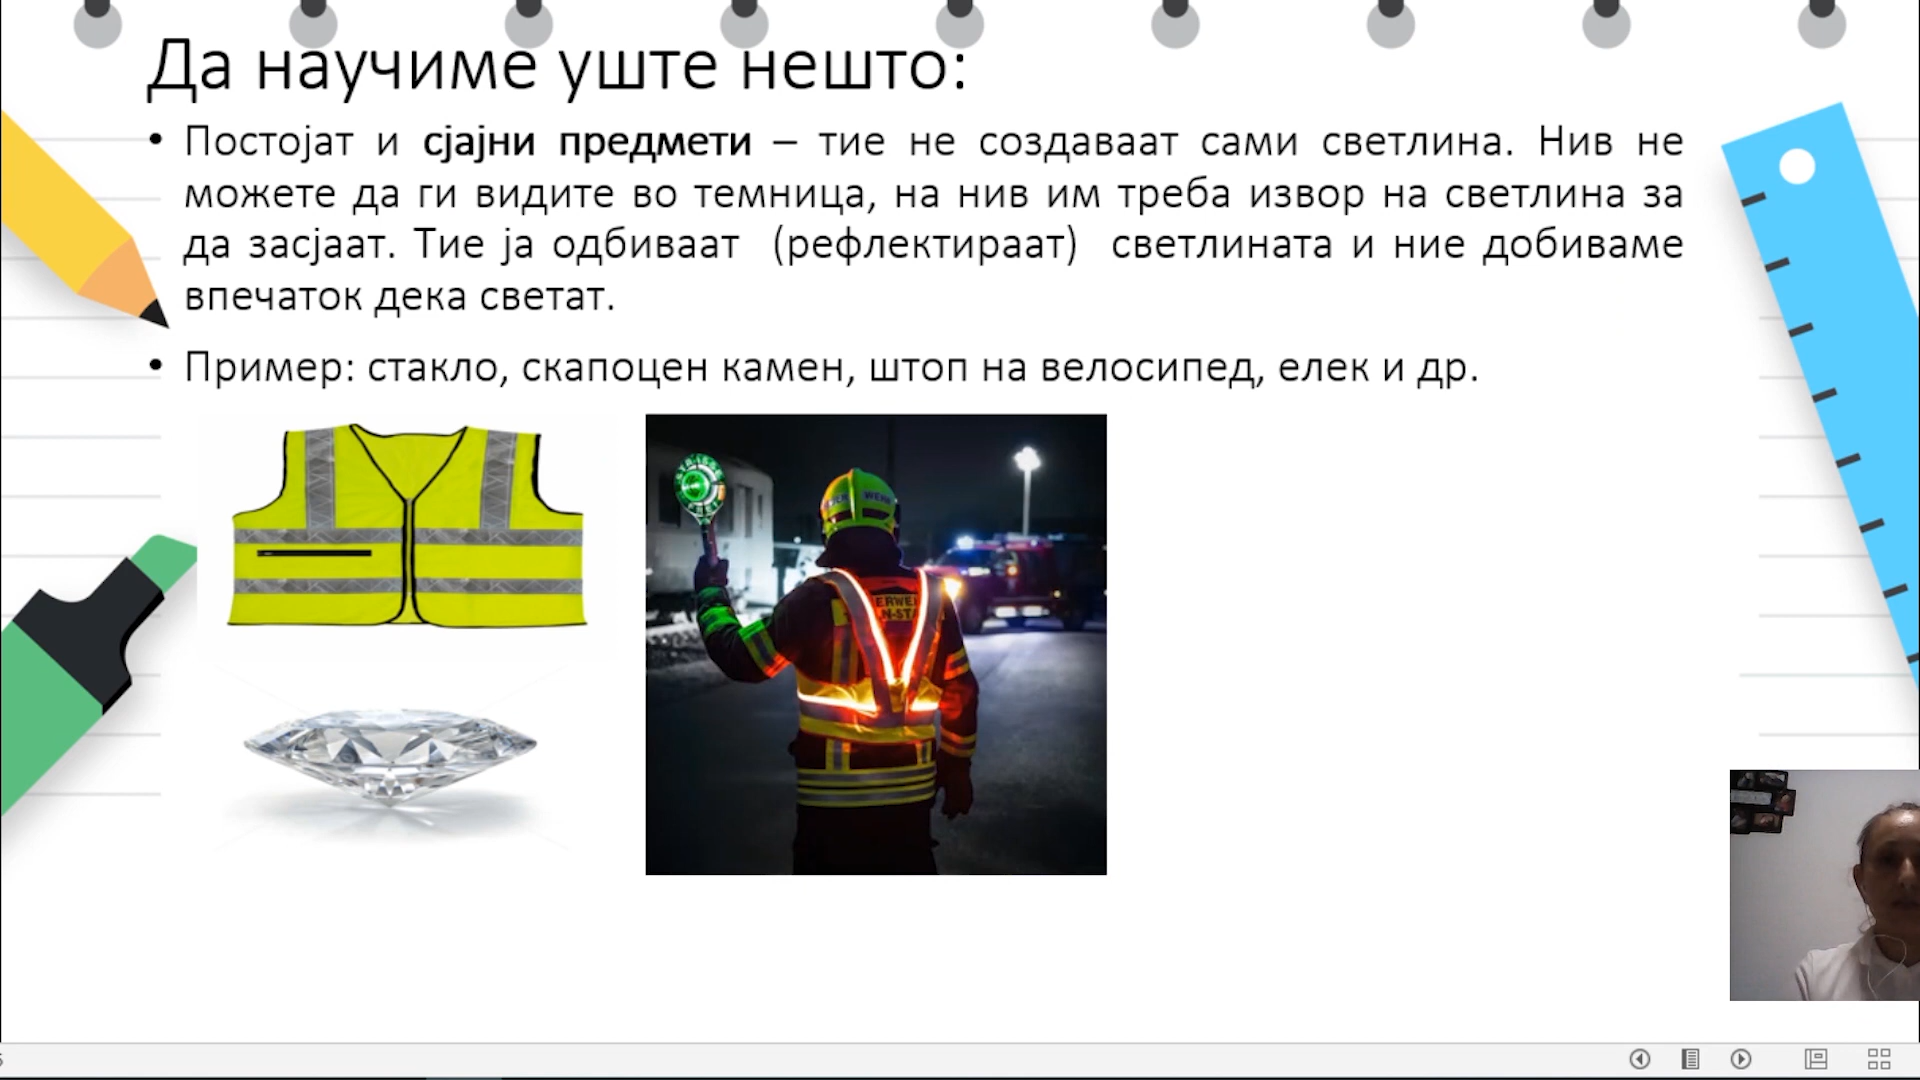 Да научиме уште нешто:
• Постојат и сјајни предмети – тие не создаваат сами светлина. Нив не
можете да ги видите во темница, на нив им треба извор на светлина за
да засјаат. Тие ја одбиваат (рефлектираат) светлината и ние добиваме
впечаток дека светат.
• Пример: стакло, скапоцен камен, штоп на велосипед, елек и др.